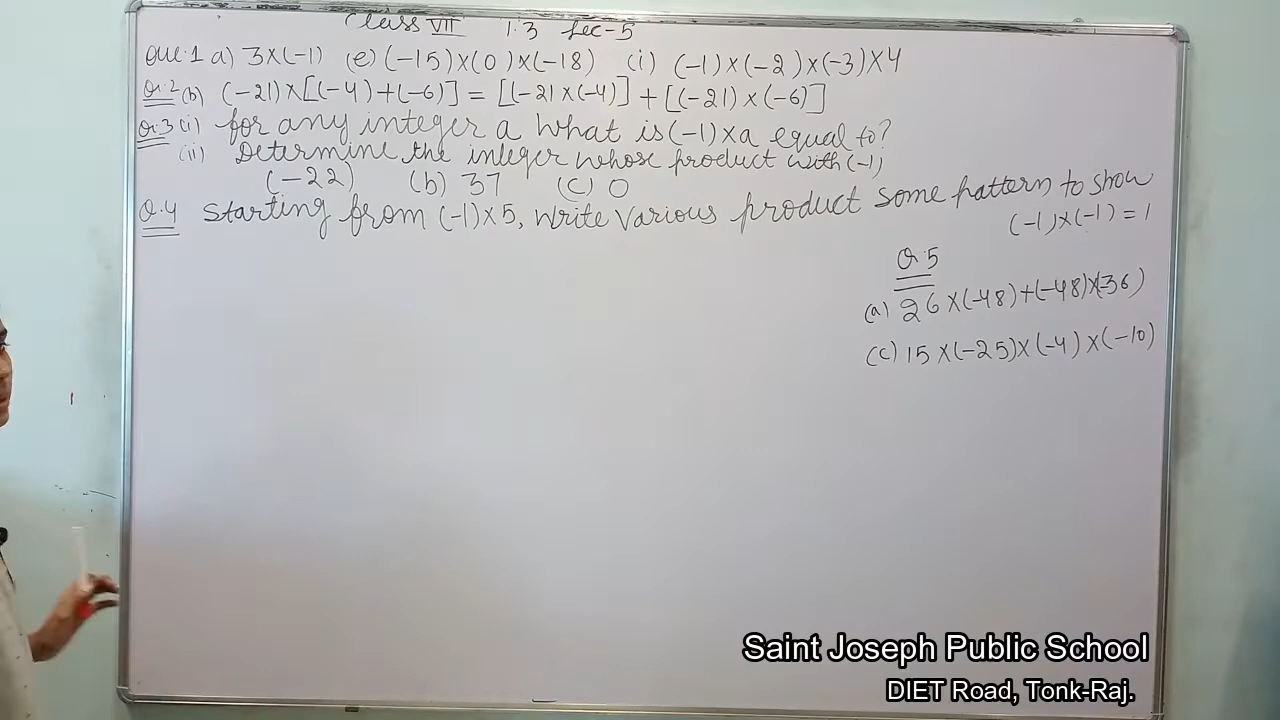 Class VII 1.3 Lec-5
Que.1 a) 3×(-1) (e) (-15)×(0)×(-18) (i) (-1)×(-2)×(-3)×4
Q.2 (b) (-21)×[(-4)+(-6)] = [(-21×(-4)] + [(-21)×(-6)]
Q.3 (i) for any integer a what is (-1)×a equal to?
(ii) Determine the integer whose product with (-1)
(-22) (b) 37 (c) 0
Q.4 Starting from (-1)×5, write various product some pattern to show
(-1)×(-1) = 1
Q.5
(a) 26×(-48)+(-48)×(-36)
(c) 15×(-25)×(-4)×(-10)
Saint Joseph Public School
DIET Road, Tonk-Raj.